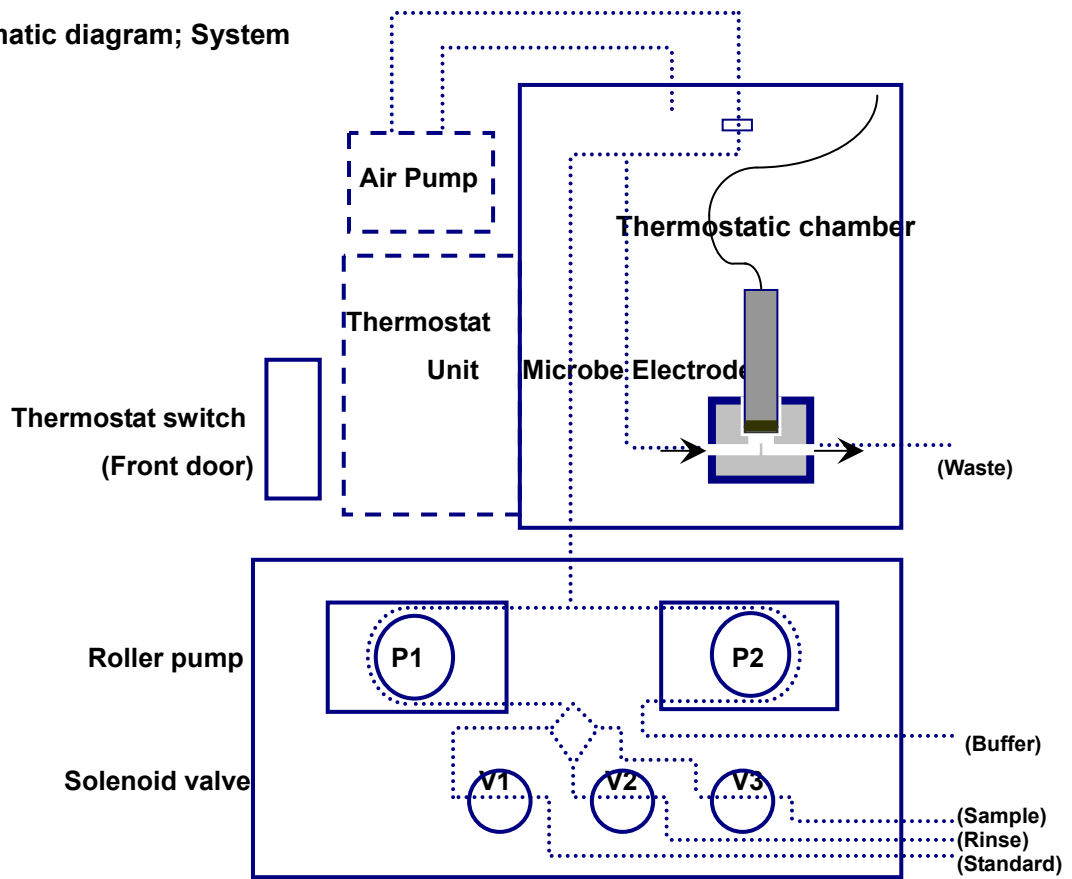 matic diagram; System
Air Pump
Thermostatic chamber
Thermostat
Unit
Microbe Electrode
Thermostat switch
(Front door)
(Waste)
Roller pump
P1
P2
(Buffer)
Solenoid valve
V1
V2
V3
(Sample)
(Rinse)
(Standard)